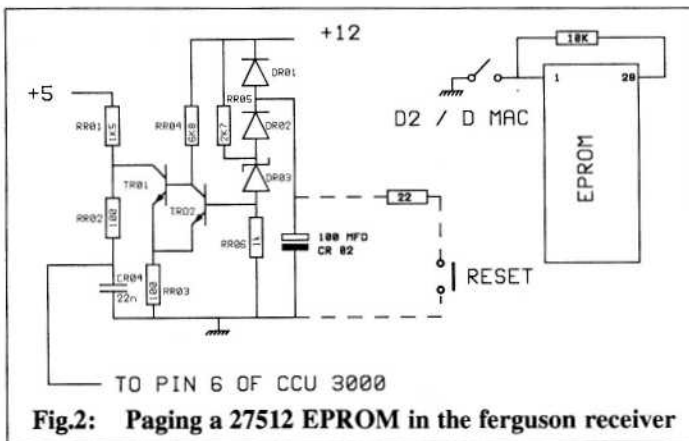 +12
10K
+5
DR01
1
28
RR05
D2 / D MAC
RR01
1K5
RR04
6K8
2K7
DR02
EPROM
TR01
DR03
TR02
22
RR02
100
RR06
1k
100 MFD
CR 02
RESET
CR04
22n
100
RR03
TO PIN 6 OF CCU 3000
Fig.2: Paging a 27512 EPROM in the ferguson receiver